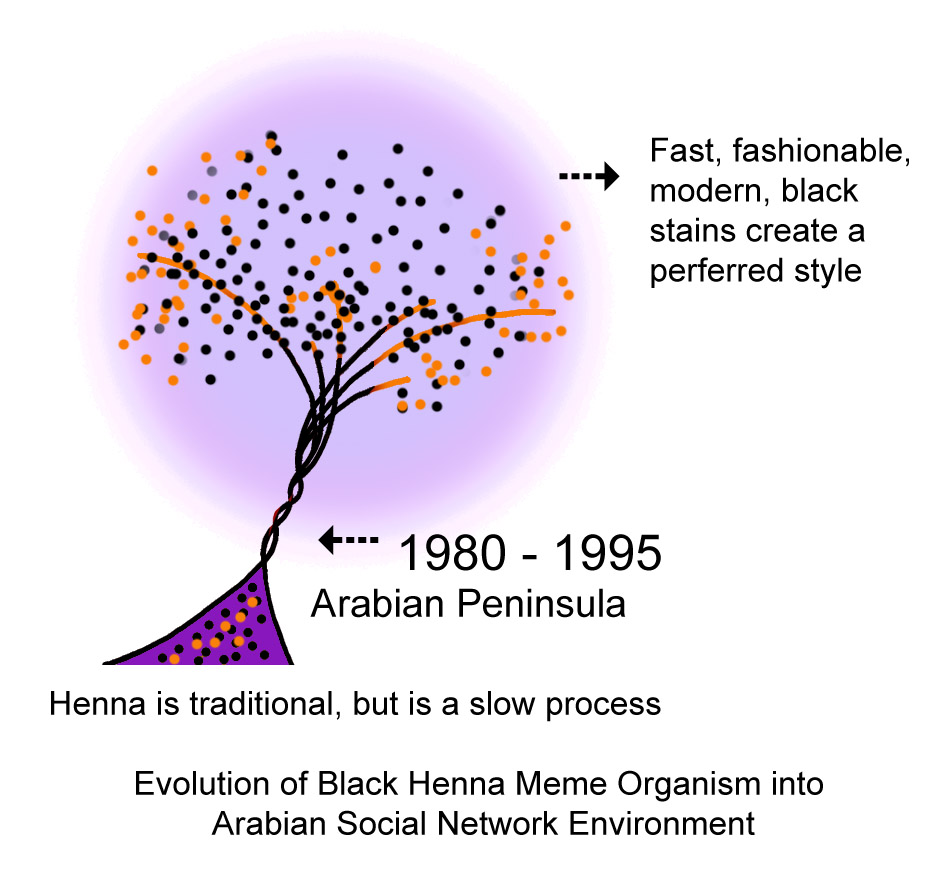 Fast, fashionable,
modern, black
stains create a
perferred style
1980 - 1995
Arabian Peninsula
Henna is traditional, but is a slow process
Evolution of Black Henna Meme Organism into
Arabian Social Network Environment